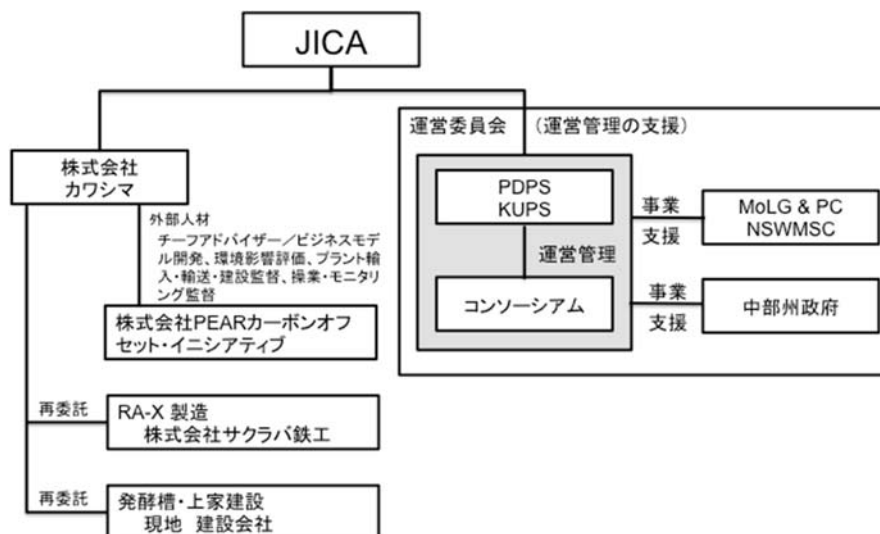 JICA
株式会社
カワシマ
外部人材
チーフアドバイザー／ビジネスモデ
ル開発、環境影響評価、プラント輸
入・輸送・建設監督、操業・モニタリ
ング監督
株式会社PEARカーボンオフ
セット・イニシアティブ
再委託
RA-X 製造
株式会社サクラバ鉄工
再委託
発酵槽・上家建設
現地 建設会社
運営委員会 （運営管理の支援）
PDPS
KUPS
運営管理
コンソーシアム
事業
支援
MoLG & PC
NSWMSC
事業
支援
中部州政府